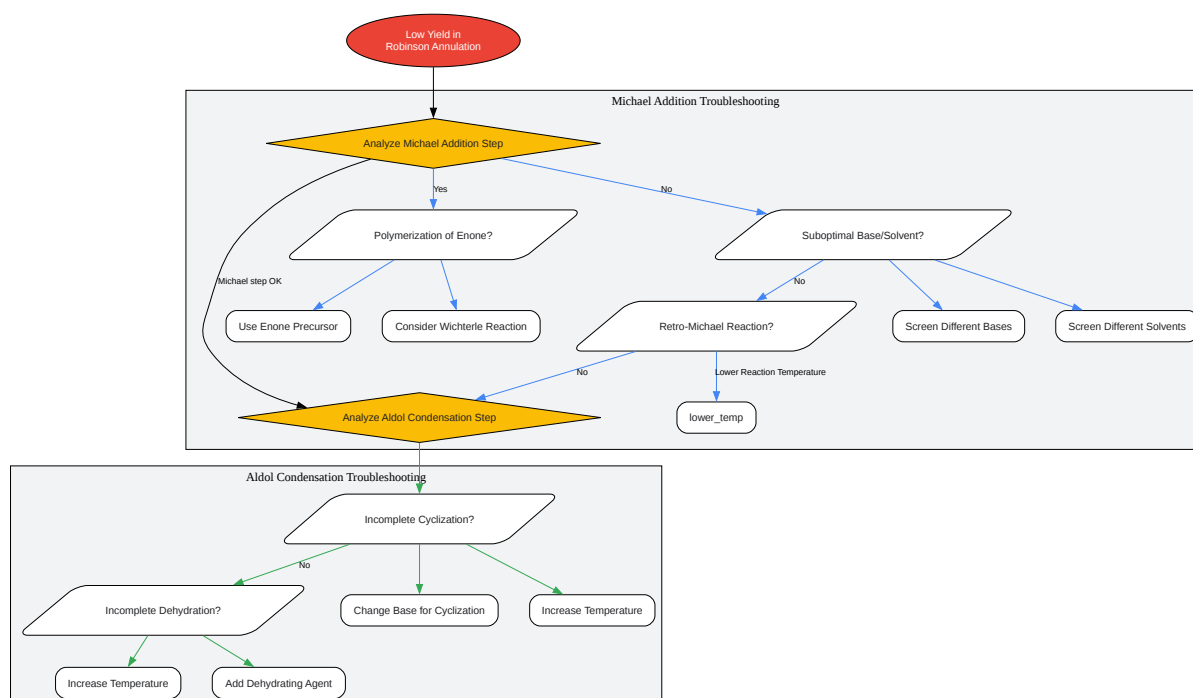 Low Yield in
Robinson Annulation
Michael Addition Troubleshooting
Analyze Michael Addition Step
Yes
No
Polymerization of Enone?
Suboptimal Base/Solvent?
Michael step OK
No
Use Enone Precursor
Consider Wichterle Reaction
Retro-Michael Reaction?
Screen Different Bases
Screen Different Solvents
No
Lower Reaction Temperature
Analyze Aldol Condensation Step
lower_temp
Aldol Condensation Troubleshooting
Incomplete Cyclization?
No
Incomplete Dehydration?
Change Base for Cyclization
Increase Temperature
Increase Temperature
Add Dehydrating Agent